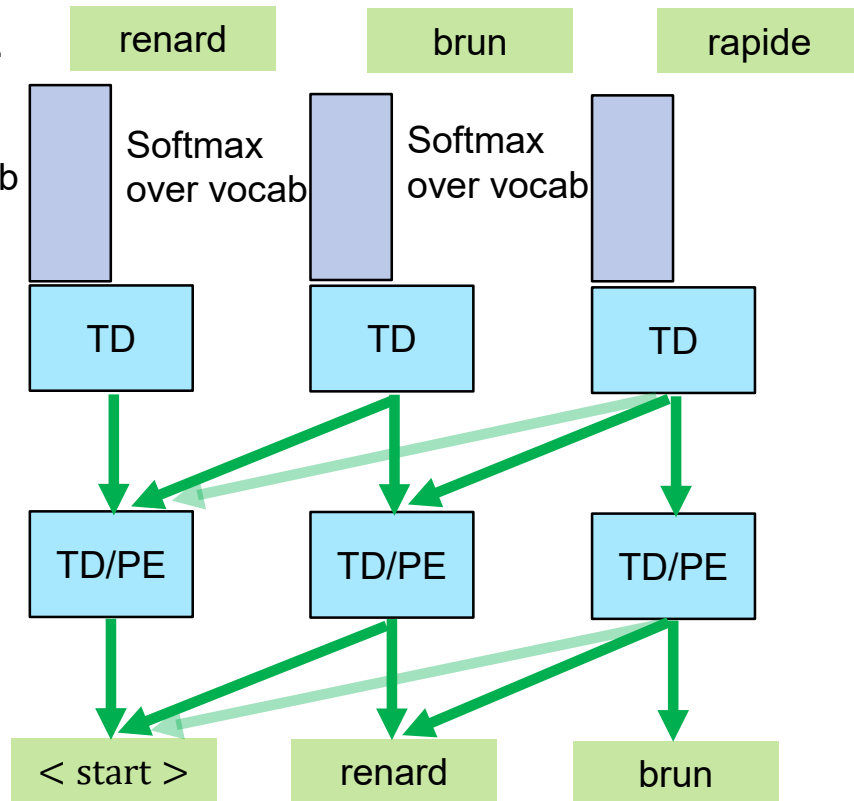 renard
brun
rapide
Softmax
over vocab
Softmax
over vocab
TD
TD
TD
TD/PE
TD/PE
TD/PE
< start >
renard
brun